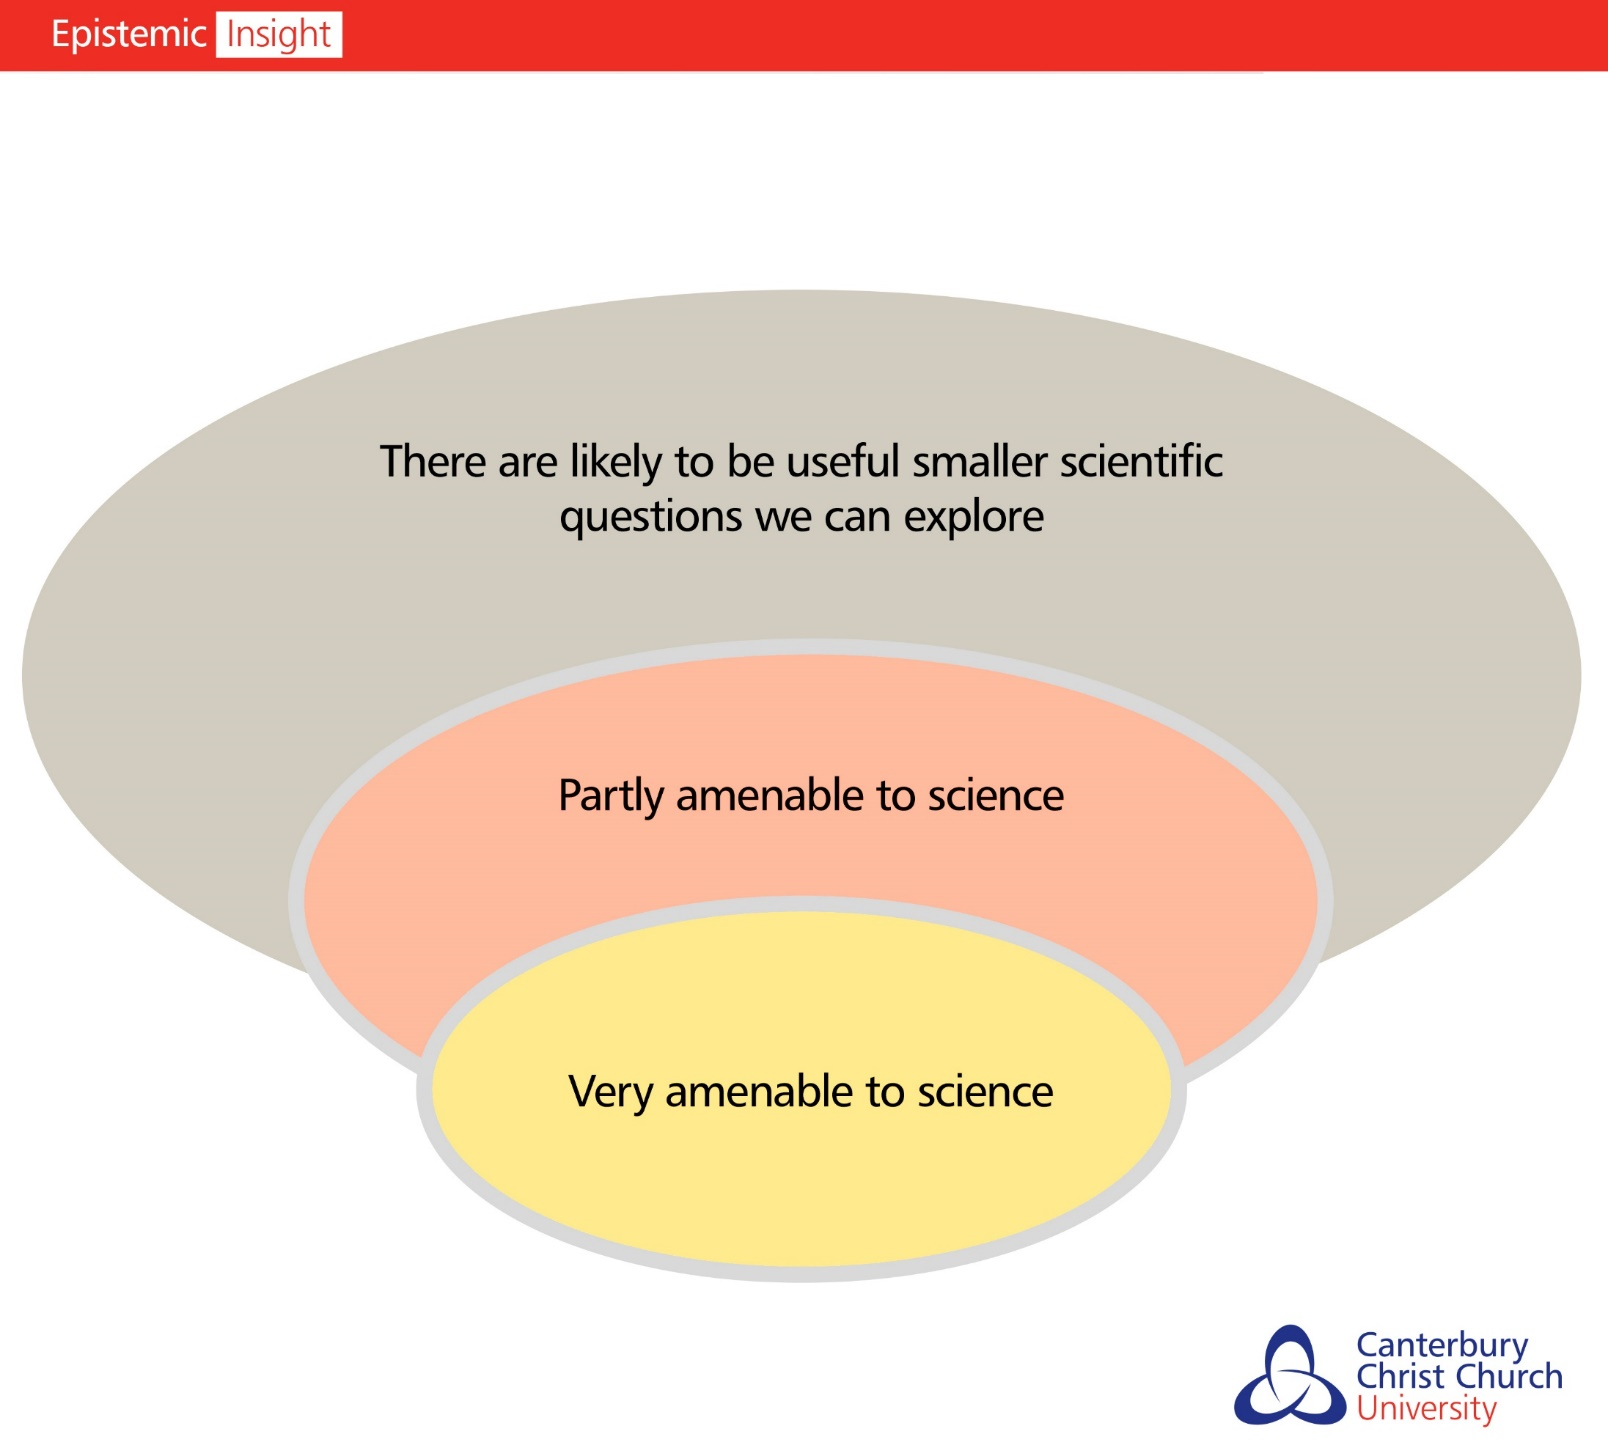 Epistemic Insight
There are likely to be useful smaller scientific
questions we can explore
Partly amenable to science
Very amenable to science
Canterbury
Christ Church
University